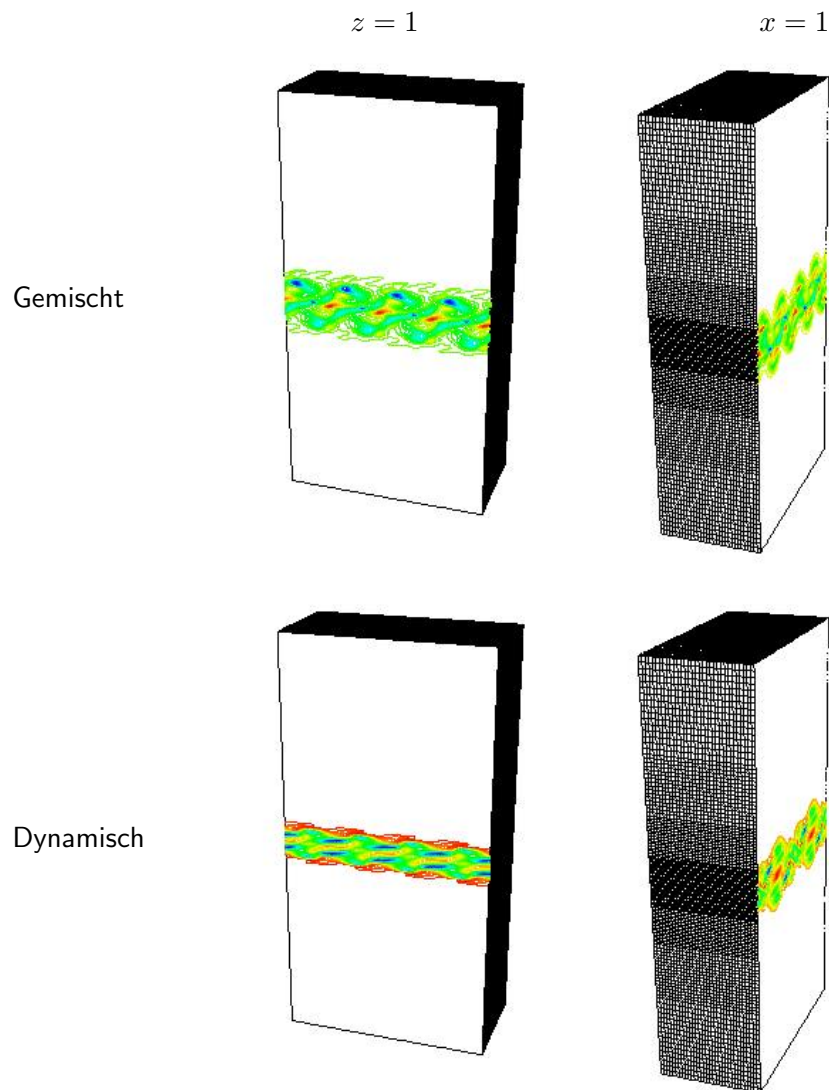 z = 1
x = 1
Gemischt
Dynamisch